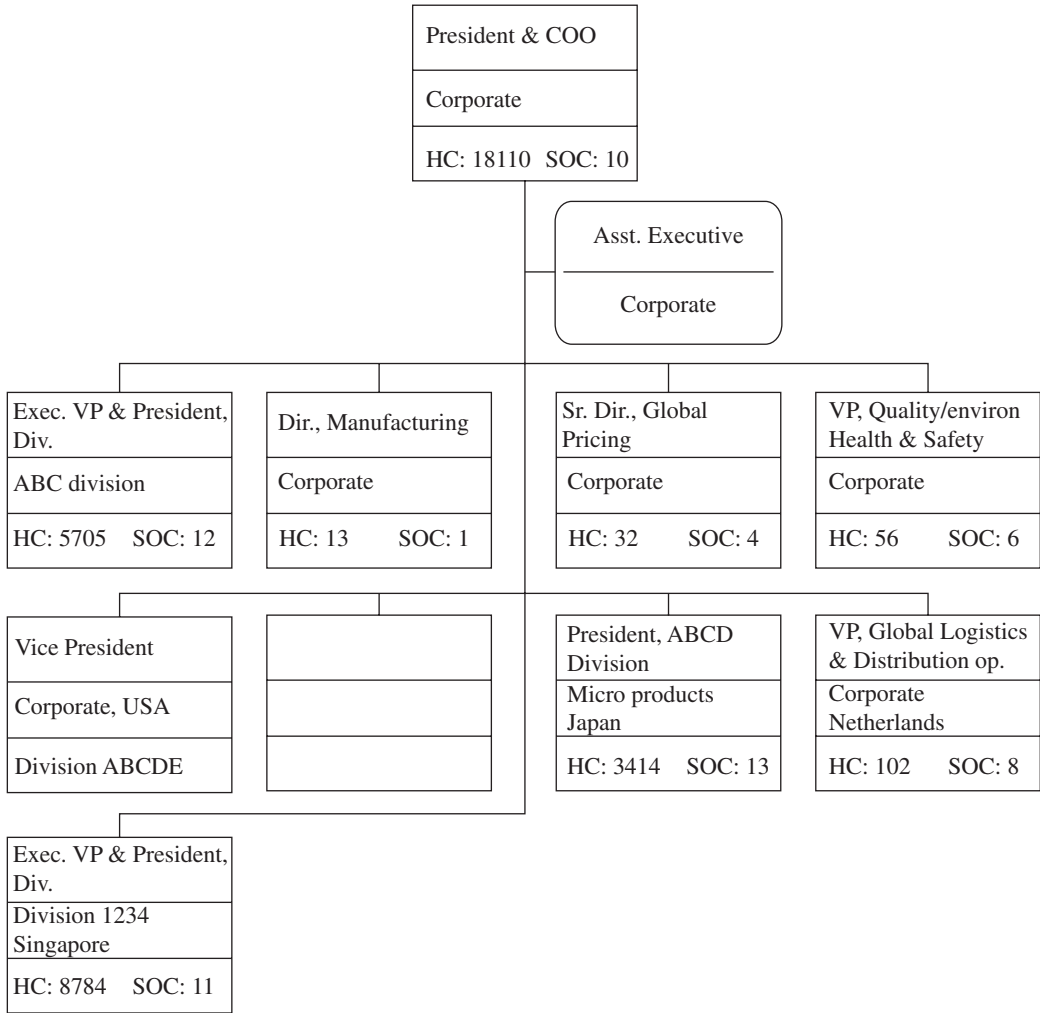 President & COO
Corporate
HC: 18110 SOC: 10
Asst. Executive
Corporate
Exec. VP & President,
Div.
ABC division
HC: 5705 SOC: 12
Dir., Manufacturing
Corporate
HC: 13 SOC: 1
Sr. Dir., Global
Pricing
Corporate
HC: 32 SOC: 4
VP, Quality/environ
Health & Safety
Corporate
HC: 56 SOC: 6
Vice President
Corporate, USA
Division ABCDE
President, ABCD
Division
Micro products
Japan
HC: 3414 SOC: 13
VP, Global Logistics
& Distribution op.
Corporate
Netherlands
HC: 102 SOC: 8
Exec. VP & President,
Div.
Division 1234
Singapore
HC: 8784 SOC: 11